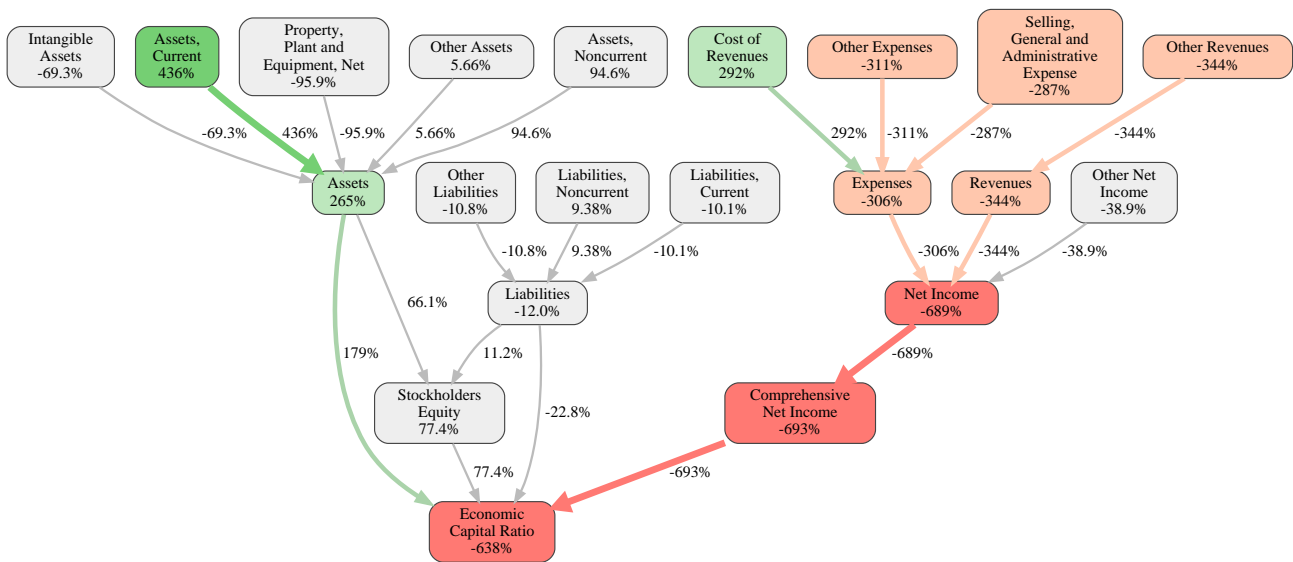 Intangible
Assets
-69.3%
Assets,
Current
436%
Property,
Plant and
Equipment, Net
-95.9%
Other Assets
5.66%
Assets,
Noncurrent
94.6%
Cost of
Revenues
292%
Other Expenses
-311%
Selling,
General and
Administrative
Expense
-287%
Other Revenues
-344%
-69.3%
436%
-95.9%
5.66%
94.6%
292%
-311%
-287%
-344%
Assets
265%
Other
Liabilities
-10.8%
Liabilities,
Noncurrent
9.38%
Liabilities,
Current
-10.1%
Expenses
-306%
Revenues
-344%
Other Net
Income
-38.9%
-10.8%
9.38%
-10.1%
-306%
-344%
-38.9%
66.1%
Liabilities
-12.0%
Net Income
-689%
179%
11.2%
-689%
Stockholders
Equity
77.4%
-22.8%
Comprehensive
Net Income
-693%
77.4%
-693%
Economic
Capital Ratio
-638%